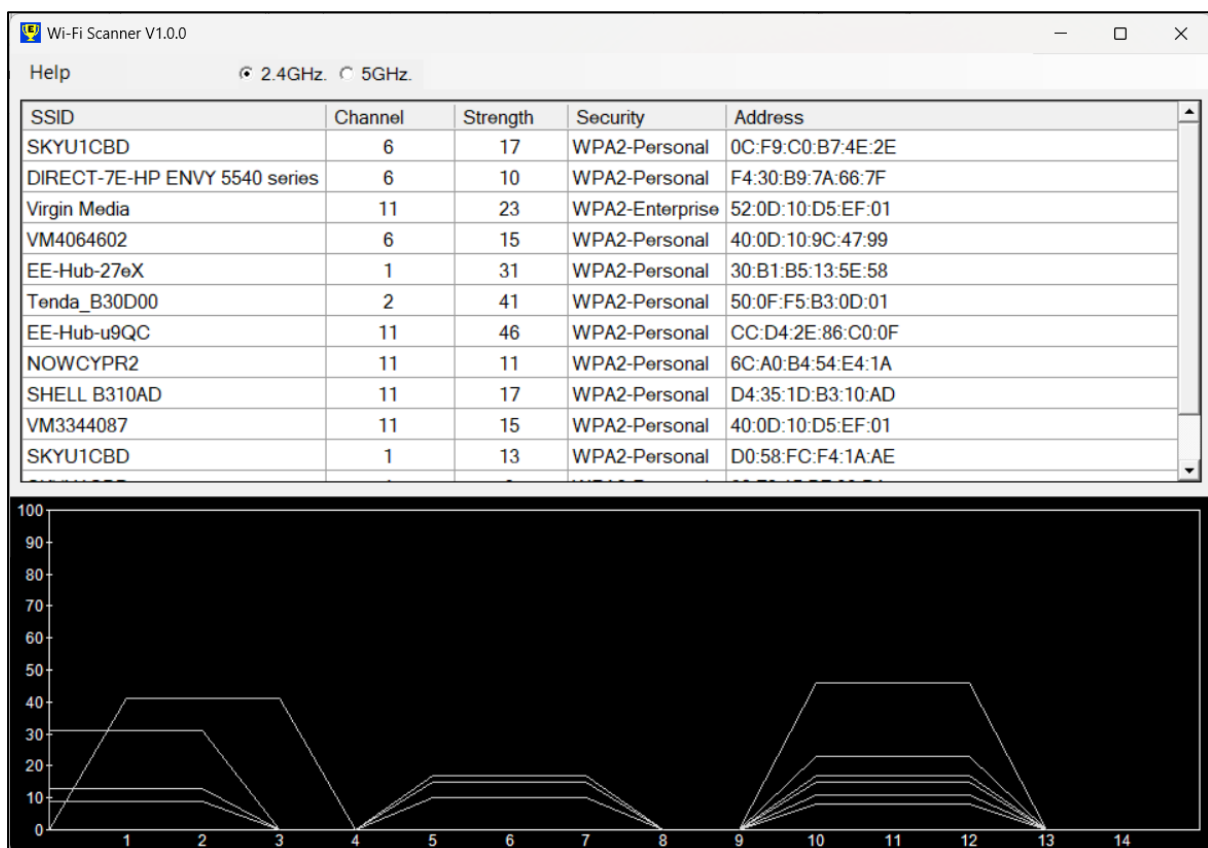 Wi-Fi Scanner V1.0.0
Help 2.4GHz. 5GHz.
SSID Channel Strength Security Address
SKYU1CBD 6 17 WPA2-Personal 0C:F9:C0:B7:4E:2E
DIRECT-7E-HP ENVY 5540 series 6 10 WPA2-Personal F4:30:B9:7A:66:7F
Virgin Media 11 23 WPA2-Enterprise 52:0D:10:D5:EF:01
VM4064602 6 15 WPA2-Personal 40:0D:10:9C:47:99
EE-Hub-27eX 1 31 WPA2-Personal 30:B1:B5:13:5E:58
Tenda_B30D00 2 41 WPA2-Personal 50:0F:F5:B3:0D:01
EE-Hub-u9QC 11 46 WPA2-Personal CC:D4:2E:86:C0:0F
NOWCYPR2 11 11 WPA2-Personal 6C:A0:B4:54:E4:1A
SHELL B310AD 11 17 WPA2-Personal D4:35:1D:B3:10:AD
VM3344087 11 15 WPA2-Personal 40:0D:10:D5:EF:01
SKYU1CBD 1 13 WPA2-Personal D0:58:FC:F4:1A:AE
100
90
80
70
60
50
40
30
20
10
0
1 2 3 4 5 6 7 8 9 10 11 12 13 14